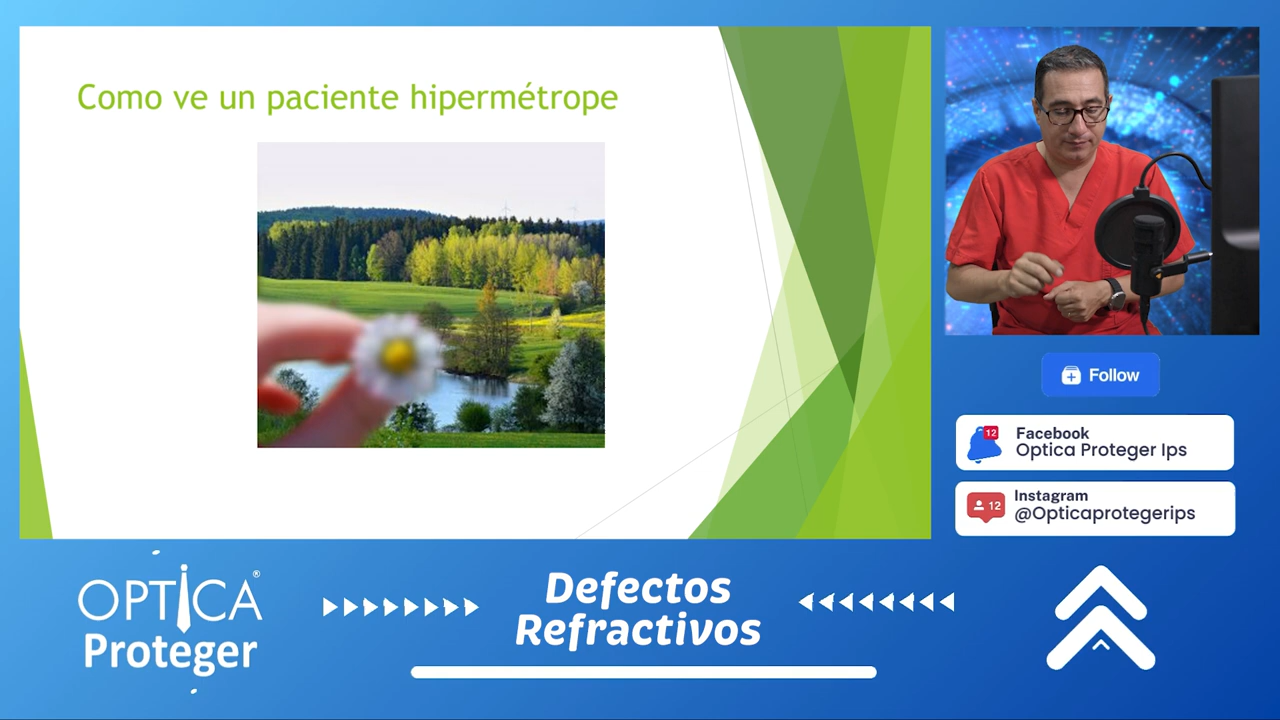 Como ve un paciente hipermétrope
Follow
12
Facebook
Optica Proteger Ips
12
Instagram
@Opticaprotegerips
OPTICA®
Proteger
Defectos
Refractivos